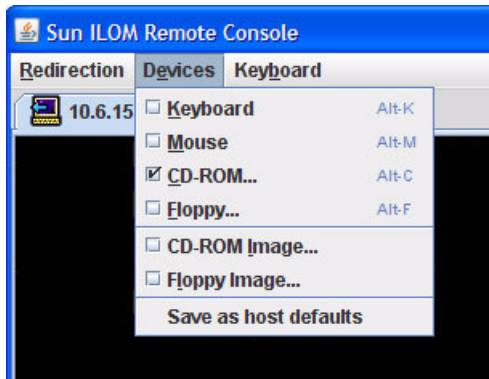 Sun ILOM Remote Console
Redirection Devices Keyboard
10.6.15
Keyboard Alt-K
Mouse Alt-M
CD-ROM... Alt-C
Floppy... Alt-F
CD-ROM Image...
Floppy Image...
Save as host defaults